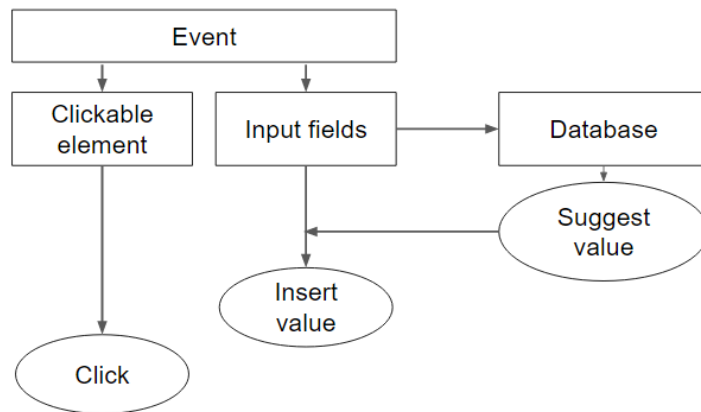 Event
Clickable
element
Input fields
Database
Suggest
value
Insert
value
Click